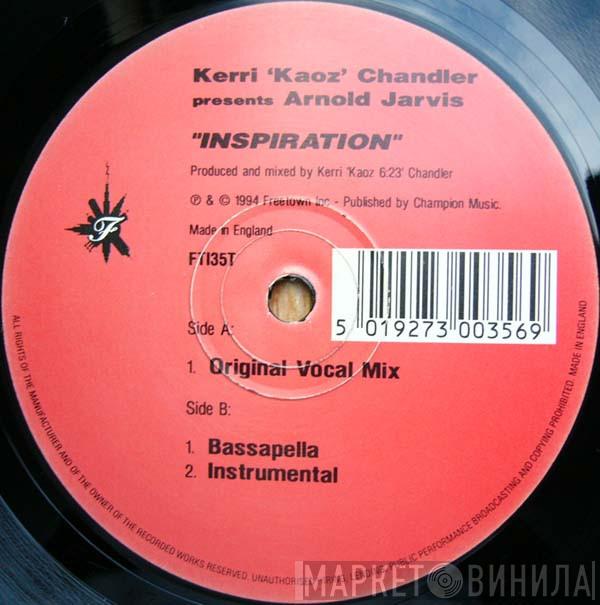 Kerri 'Kaoz' Chandler
presents Arnold Jarvis
"INSPIRATION"
Produced and mixed by Kerri 'Kaoz 6:23' Chandler
℗ & © 1994 Freetown Inc - Published by Champion Music.
Made in England
FTI35T
F
5 019273 003569
Side A:
1. Original Vocal Mix
Side B:
1. Bassapella
2. Instrumental
ALL RIGHTS OF THE MANUFACTURER AND OF THE OWNER OF THE RECORDED WORKS RESERVED. UNAUTHORISED HIRING, LENDING, PUBLIC PERFORMANCE BROADCASTING AND COPYING PROHIBITED. MADE IN ENGLAND
МАРКЕТ ВИНИЛА